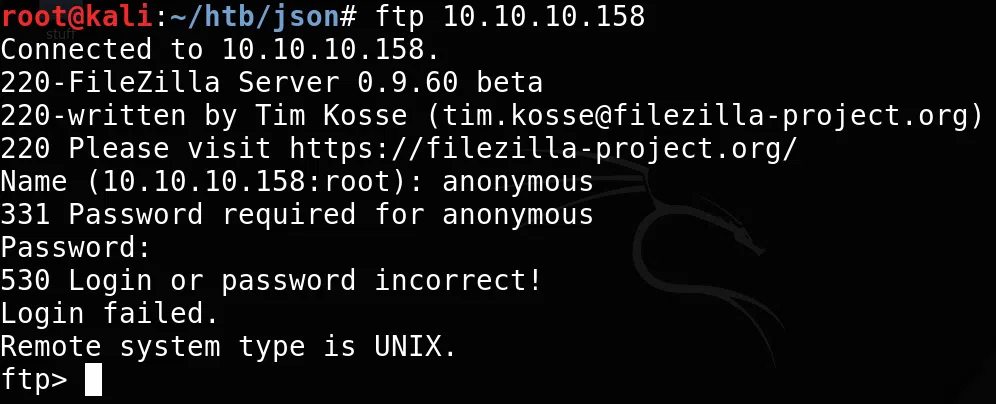 root@kali:~/htb/json# ftp 10.10.10.158
stuff
Connected to 10.10.10.158.
220-FileZilla Server 0.9.60 beta
220-written by Tim Kosse (tim.kosse@filezilla-project.org)
220 Please visit https://filezilla-project.org/
Name (10.10.10.158:root): anonymous
331 Password required for anonymous
Password:
530 Login or password incorrect!
Login failed.
Remote system type is UNIX.
ftp>